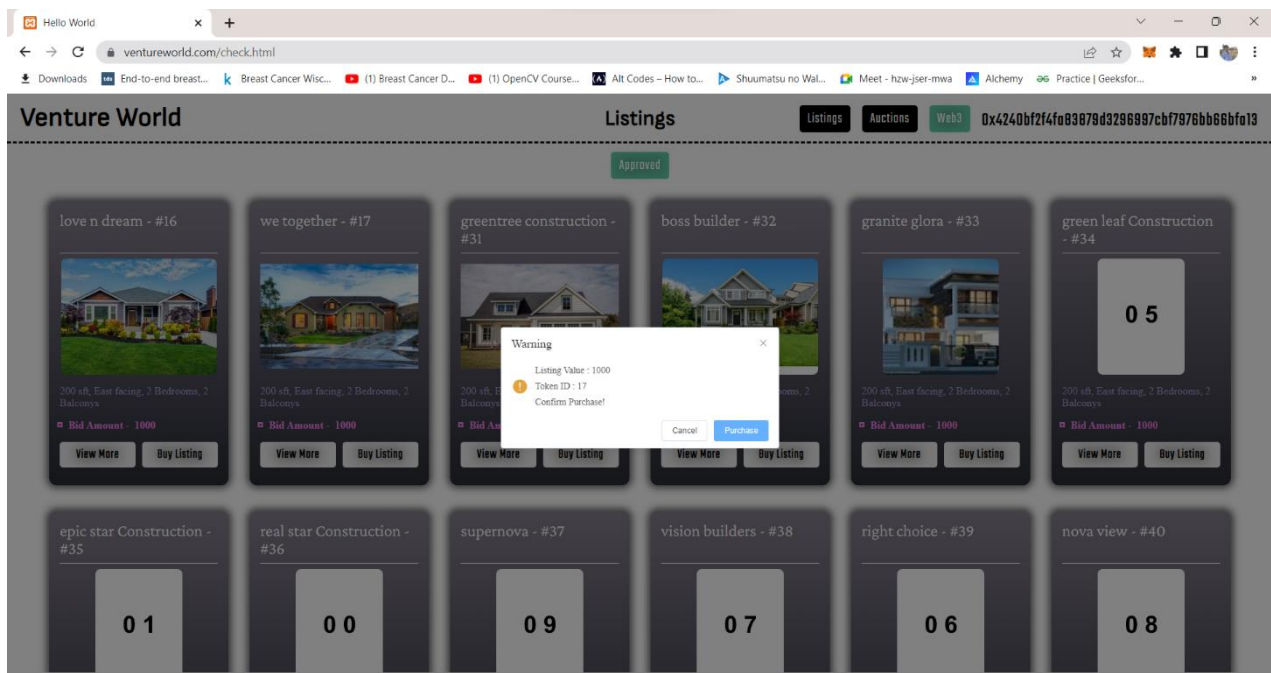 Hello World
ventureworld.com/check.html
Downloads End-to-end breast... Breast Cancer Wisc... (1) Breast Cancer D... (1) OpenCV Course... Alt Codes – How to... Shuumatsu no Wal... Meet - hzw-jser-mwa Alchemy Practice | Geeksfor... »
Venture World Listings Listings Auctions Web3 0x4240bf2f4fa83879d3296997cbf7976bb66bfa13
Approved
love n dream - #16
we together - #17
greentree construction -
#31
boss builder - #32
granite glora - #33
green leaf Construction
- #34
0 5
200 sft, East facing, 2 Bedrooms, 2
Balconys
Bid Amount - 1000
View More Buy Listing
200 sft, East facing, 2 Bedrooms, 2
Balconys
Bid Amount - 1000
View More Buy Listing
200 sft, E
Balconys
Bid Am
View More Buy Listing
Warning
Listing Value : 1000
Token ID : 17
Confirm Purchase!
Cancel Purchase
ooms, 2
View More Buy Listing
200 sft, East facing, 2 Bedrooms, 2
Balconys
Bid Amount - 1000
View More Buy Listing
200 sft, East facing, 2 Bedrooms, 2
Balconys
Bid Amount - 1000
View More Buy Listing
epic star Construction -
#35
real star Construction -
#36
supernova - #37
vision builders - #38
right choice - #39
nova view - #40
0 1
0 0
0 9
0 7
0 6
0 8